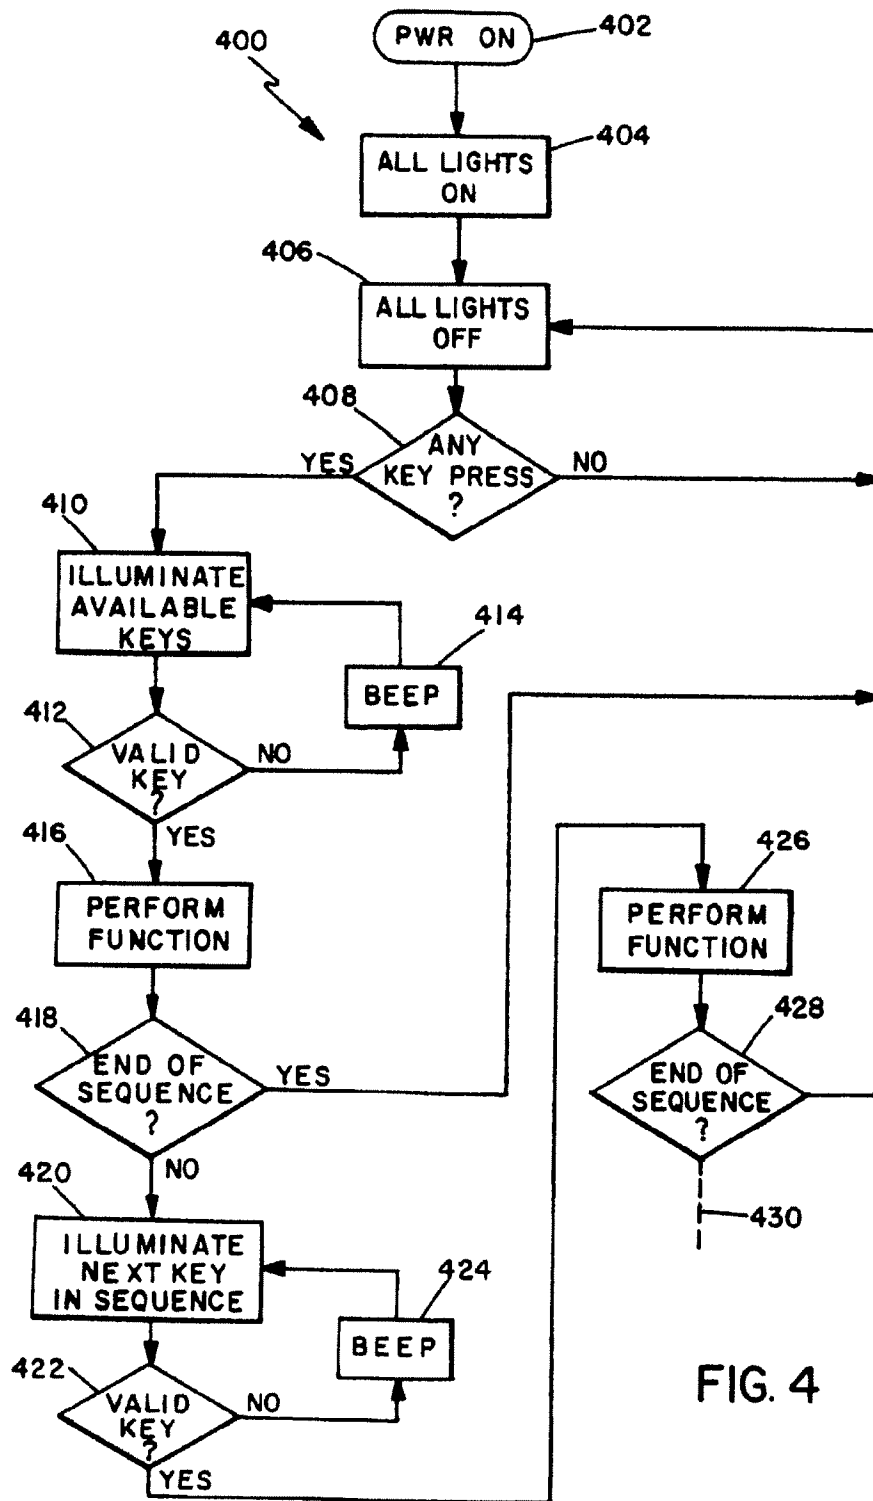 PWR ON
402
400
404
ALL LIGHTS
ON
406
ALL LIGHTS
OFF
408
ANY
KEY PRESS
?
YES
NO
410
ILLUMINATE
AVAILABLE
KEYS
414
BEEP
412
VALID
KEY
?
NO
YES
416
PERFORM
FUNCTION
418
END OF
SEQUENCE
?
YES
NO
420
ILLUMINATE
NEXT KEY
IN SEQUENCE
424
BEEP
422
VALID
KEY
?
NO
YES
426
PERFORM
FUNCTION
428
END OF
SEQUENCE
?
430
FIG. 4